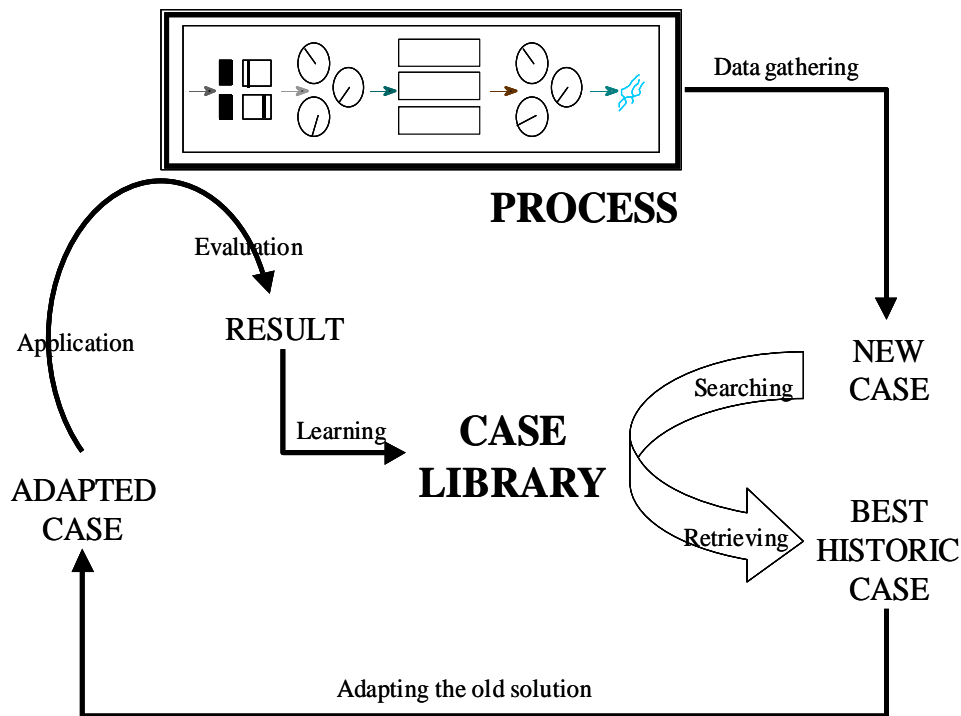 Data gathering
PROCESS
Evaluation
RESULT
Application
NEW
CASE
Searching
Learning
CASE
LIBRARY
ADAPTED
CASE
BEST
HISTORIC
CASE
Retrieving
Adapting the old solution